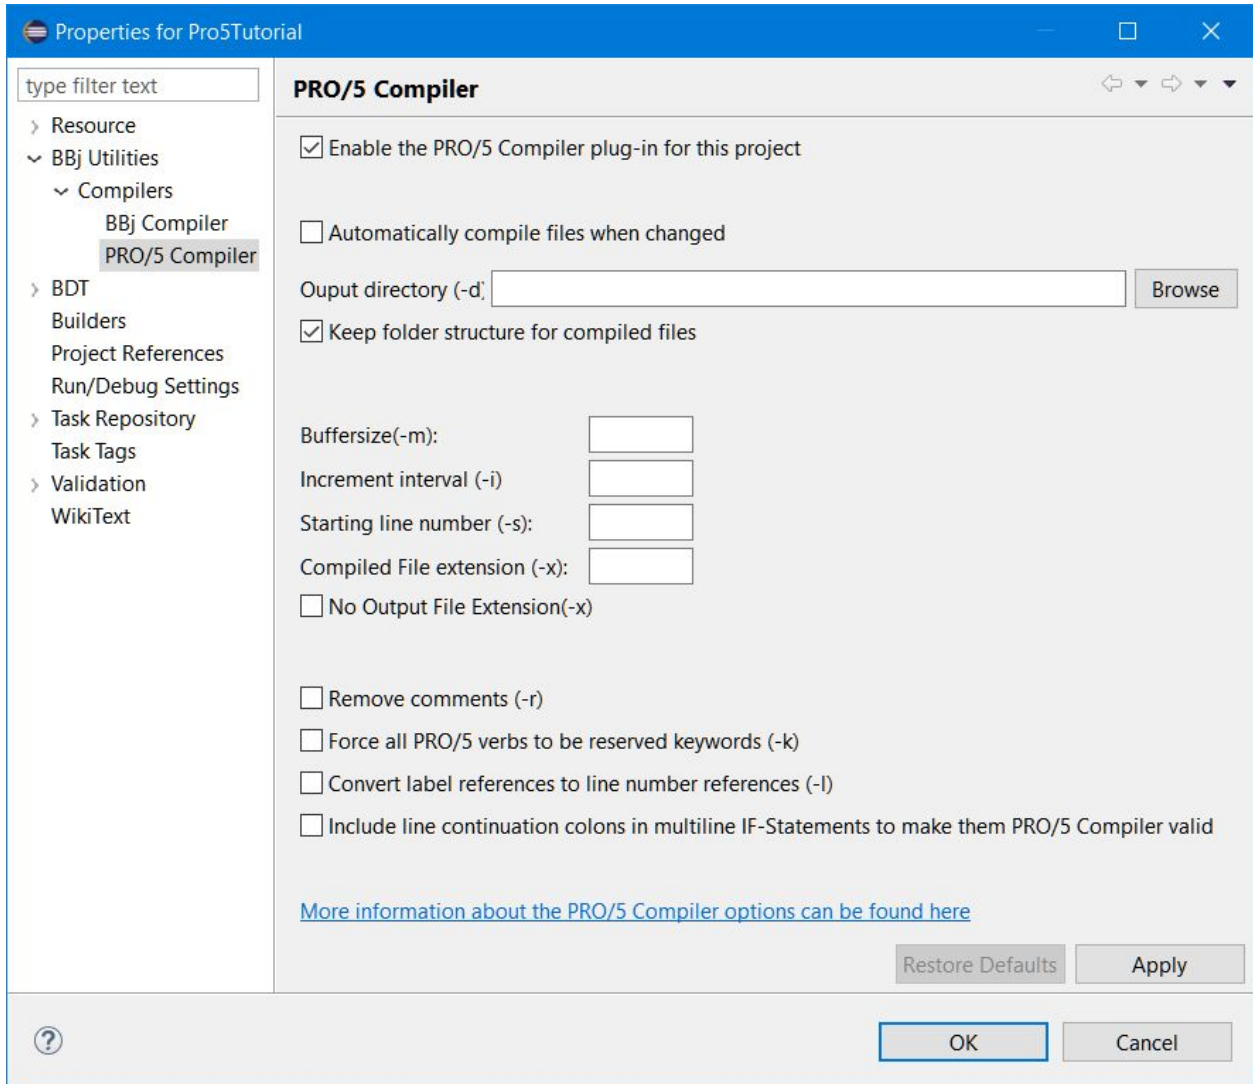 Properties for Pro5Tutorial
type filter text
Resource
BBj Utilities
Compilers
BBj Compiler
PRO/5 Compiler
BDT
Builders
Project References
Run/Debug Settings
Task Repository
Task Tags
Validation
WikiText
PRO/5 Compiler
Enable the PRO/5 Compiler plug-in for this project
Automatically compile files when changed
Ouput directory (-d)
Browse
Keep folder structure for compiled files
Buffersize(-m):
Increment interval (-i)
Starting line number (-s):
Compiled File extension (-x):
No Output File Extension(-x)
Remove comments (-r)
Force all PRO/5 verbs to be reserved keywords (-k)
Convert label references to line number references (-l)
Include line continuation colons in multiline IF-Statements to make them PRO/5 Compiler valid
More information about the PRO/5 Compiler options can be found here
Restore Defaults
Apply
?
OK
Cancel